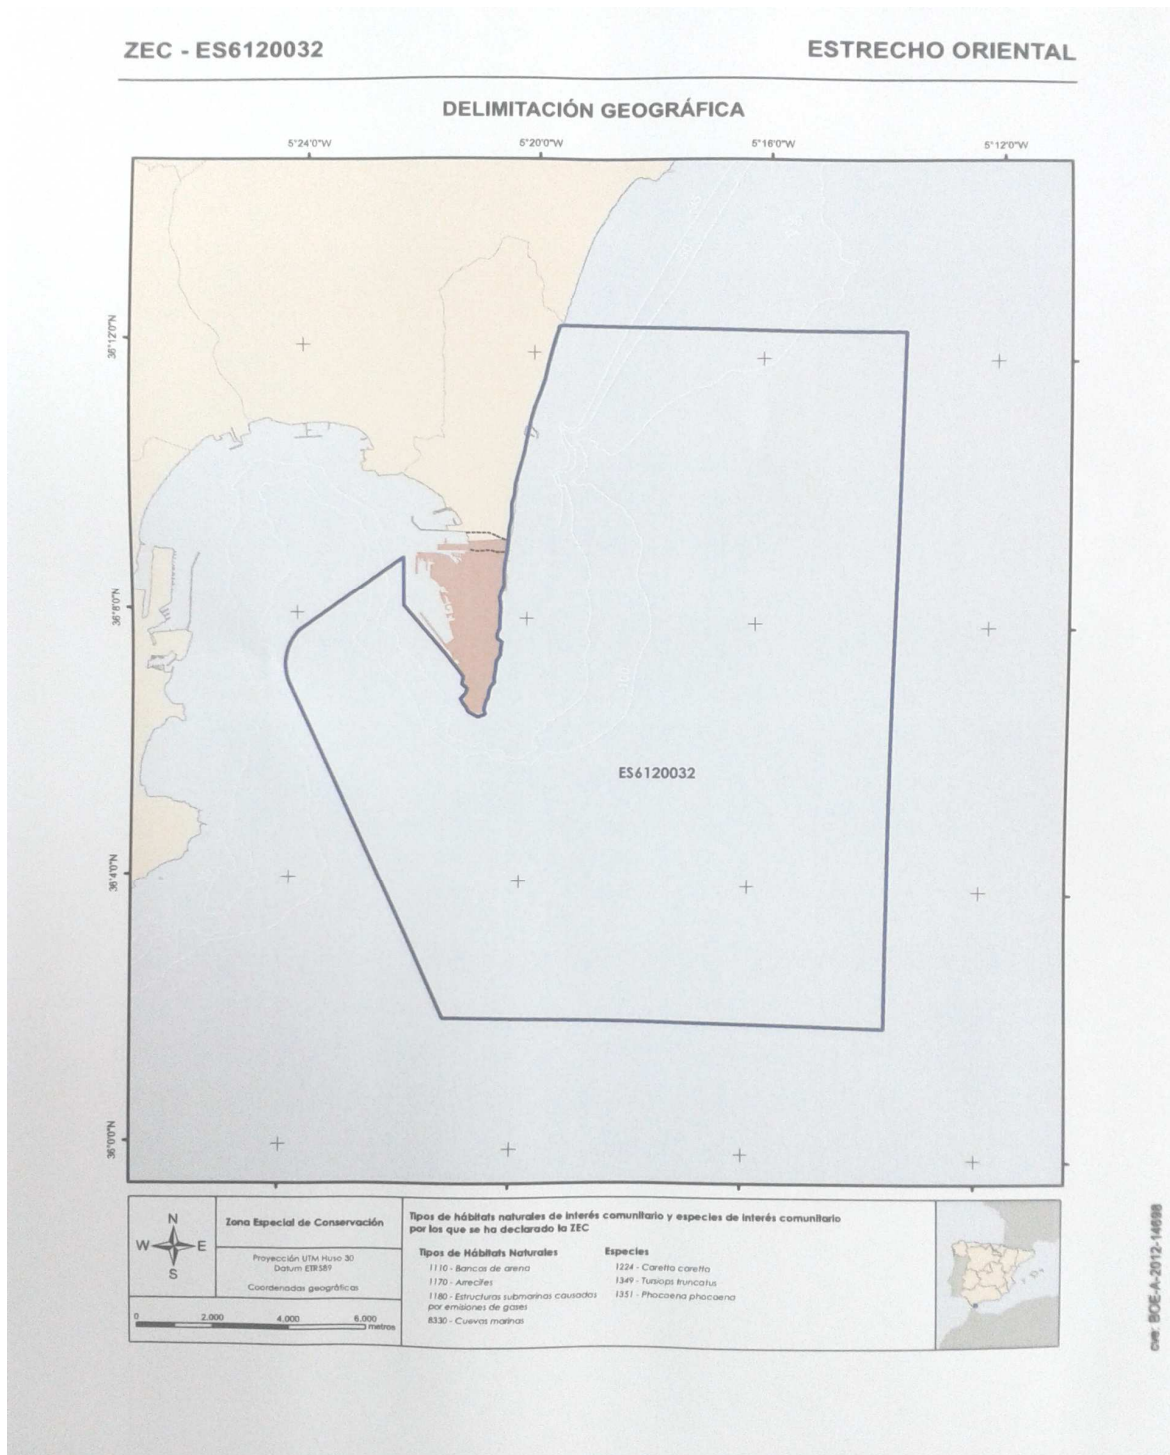 ZEC - ES6120032
ESTRECHO ORIENTAL
DELIMITACIÓN GEOGRÁFICA
5°24'0"W
5°20'0"W
5°16'0"W
5°12'0"W
36°12'0"N
36°8'0"N
36°4'0"N
36°0'0"N
ES6120032
N
W
E
S
Zona Especial de Conservación
Proyección UTM Huso 30
Datum ETRS89
Coordenadas geográficas
0
2.000
4.000
6.000
metros
Tipos de hábitats naturales de interés comunitario y especies de interés comunitario
por los que se ha declarado la ZEC
Tipos de Hábitats Naturales
1110 - Bancos de arena
1170 - Arrecifes
1180 - Estructuras submarinas causadas
por emisiones de gases
8330 - Cuevas marinas
Especies
1224 - Caretta caretta
1349 - Tursiops truncatus
1351 - Phocoena phocoena
cve: BOE-A-2012-14698